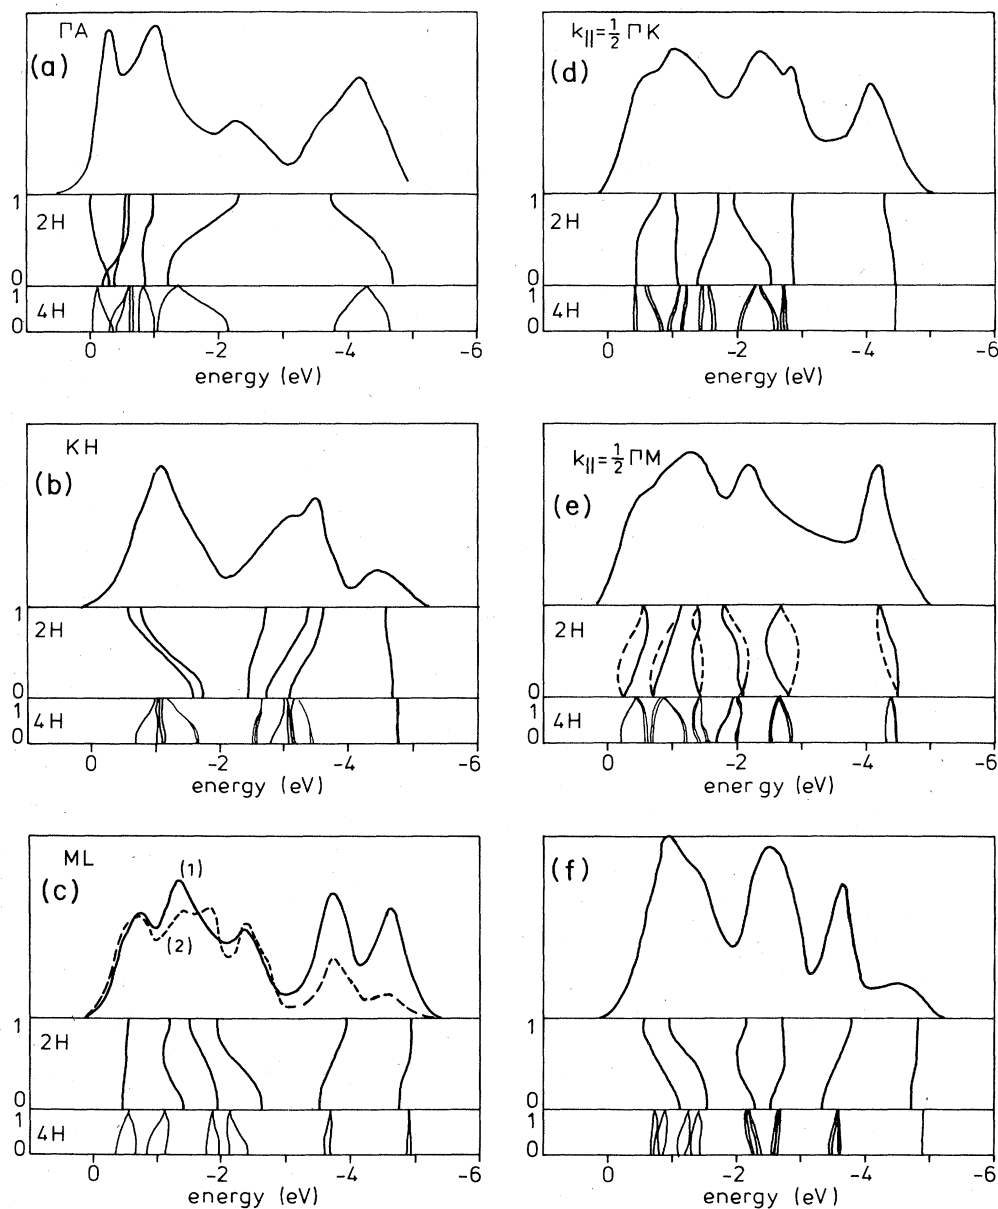 ΓA
(a)
1
2H
0
1
4H
0
0 -2 -4 -6
energy (eV)
k||=1/2 ΓK
(d)
1
2H
0
1
4H
0
0 -2 -4 -6
energy (eV)
KH
(b)
1
2H
0
1
4H
0
0 -2 -4 -6
energy (eV)
k||=1/2 ΓM
(e)
1
2H
0
1
4H
0
0 -2 -4 -6
energy (eV)
ML
(c)
(1)
(2)
1
2H
0
1
4H
0
0 -2 -4 -6
energy (eV)
(f)
1
2H
0
1
4H
0
0 -2 -4 -6
energy (eV)